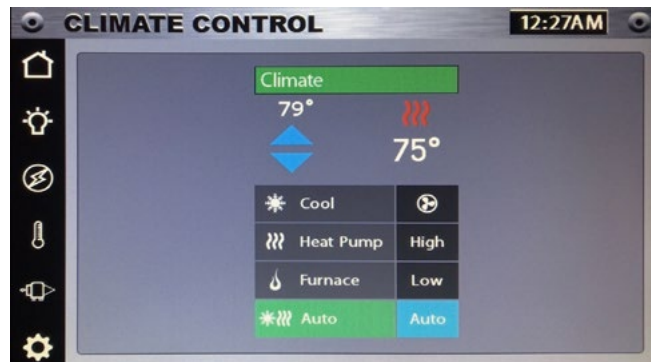 CLIMATE CONTROL 12:27AM
Climate
79°
75°
Cool
Heat Pump High
Furnace Low
Auto Auto